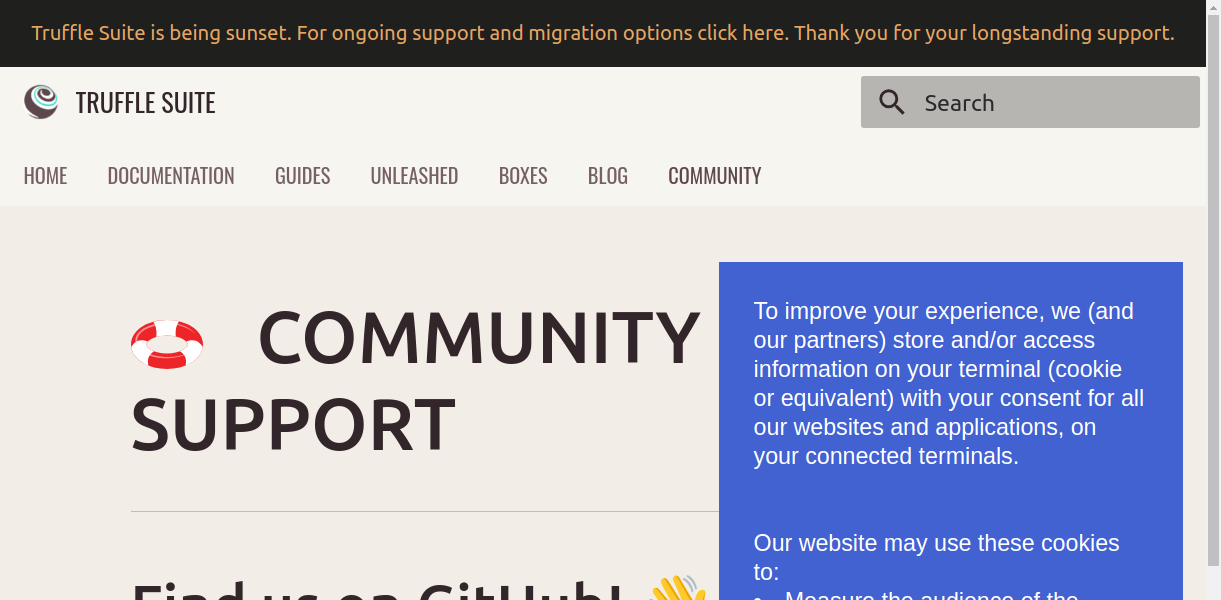 Truffle Suite is being sunset. For ongoing support and migration options click here. Thank you for your longstanding support.
TRUFFLE SUITE
Search
HOME DOCUMENTATION GUIDES UNLEASHED BOXES BLOG COMMUNITY
COMMUNITY
SUPPORT
Find us on GitHub!
To improve your experience, we (and
our partners) store and/or access
information on your terminal (cookie
or equivalent) with your consent for all
our websites and applications, on
your connected terminals.
Our website may use these cookies
to:
• Measure the audience of the